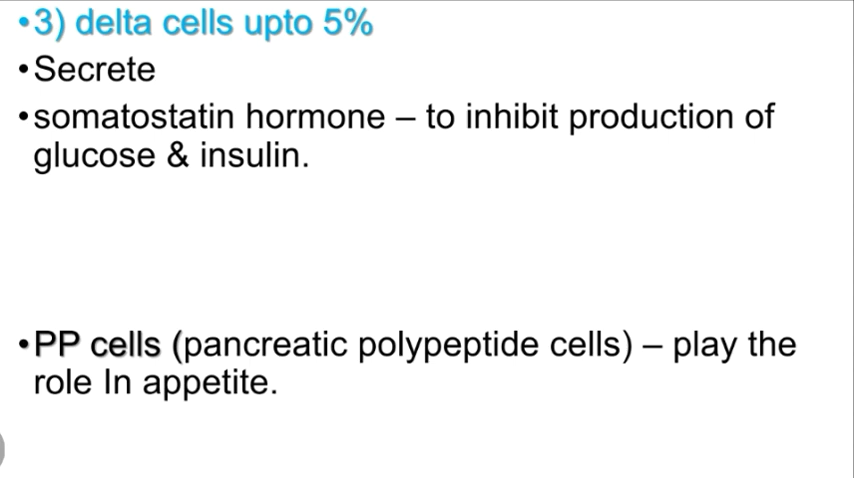 •3) delta cells upto 5%
•Secrete
•somatostatin hormone – to inhibit production of
glucose & insulin.
•PP cells (pancreatic polypeptide cells) – play the
role In appetite.